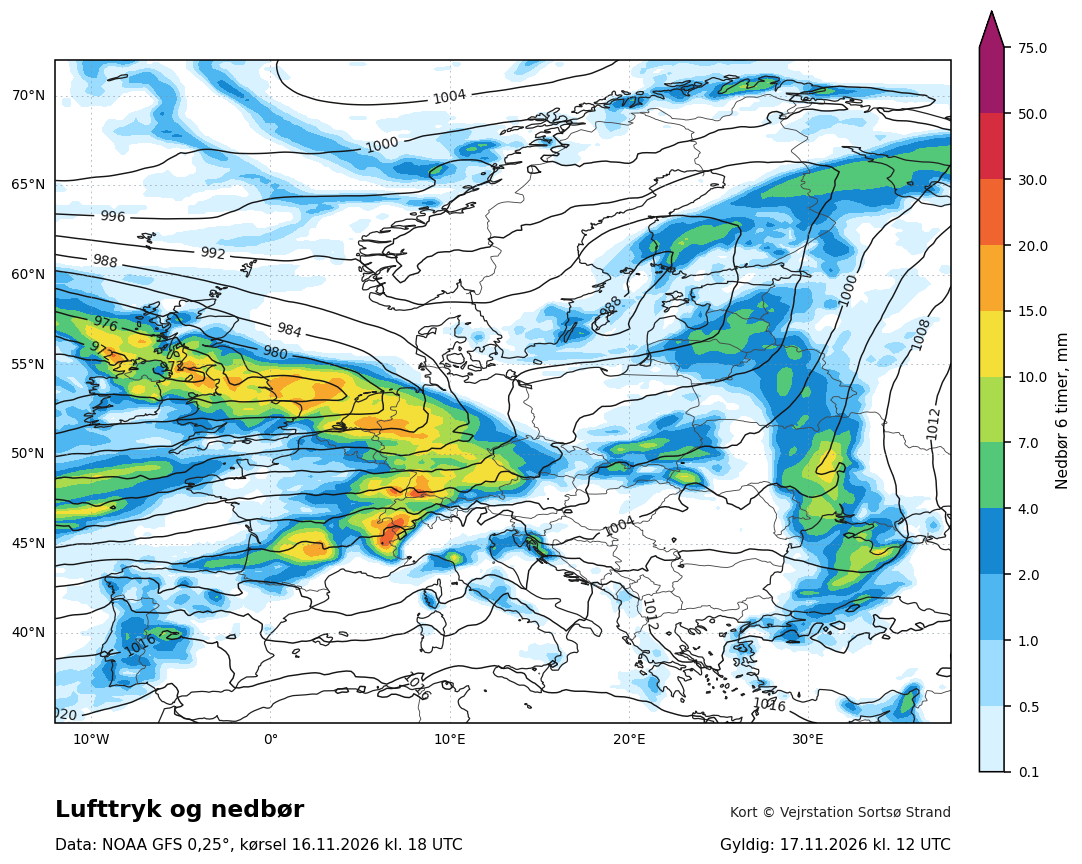 75.0
50.0
30.0
20.0
15.0
10.0
7.0
4.0
2.0
1.0
0.5
0.1
Nedbør 6 timer, mm
70°N
65°N
60°N
55°N
50°N
45°N
40°N
10°W
0°
10°E
20°E
30°E
1004
1000
996
992
988
984
980
976
972
988
1000
1008
1012
1004
1016
1016
1016
Lufttryk og nedbør
Kort © Vejrstation Sortsø Strand
Data: NOAA GFS 0,25°, kørsel 16.11.2026 kl. 18 UTC
Gyldig: 17.11.2026 kl. 12 UTC